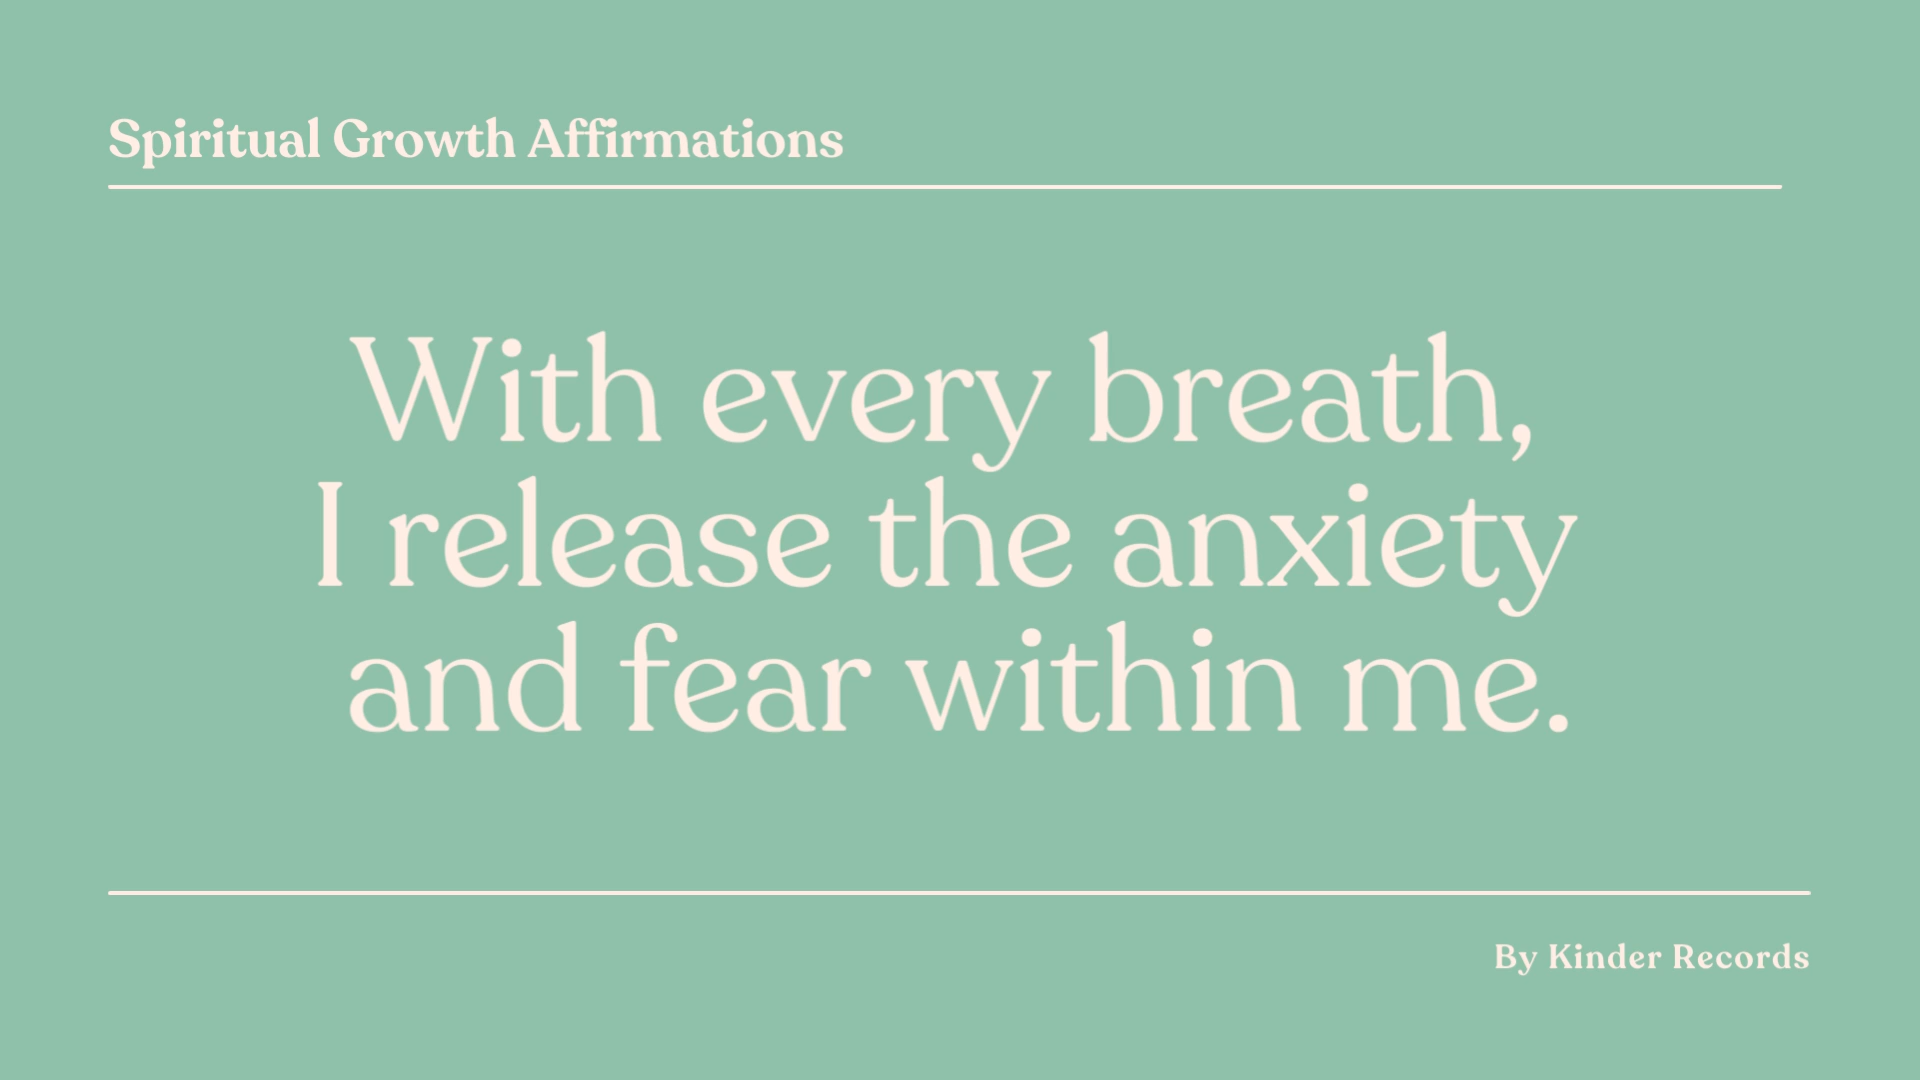 Spiritual Growth Affirmations
With every breath,
I release the anxiety
and fear within me.
By Kinder Records